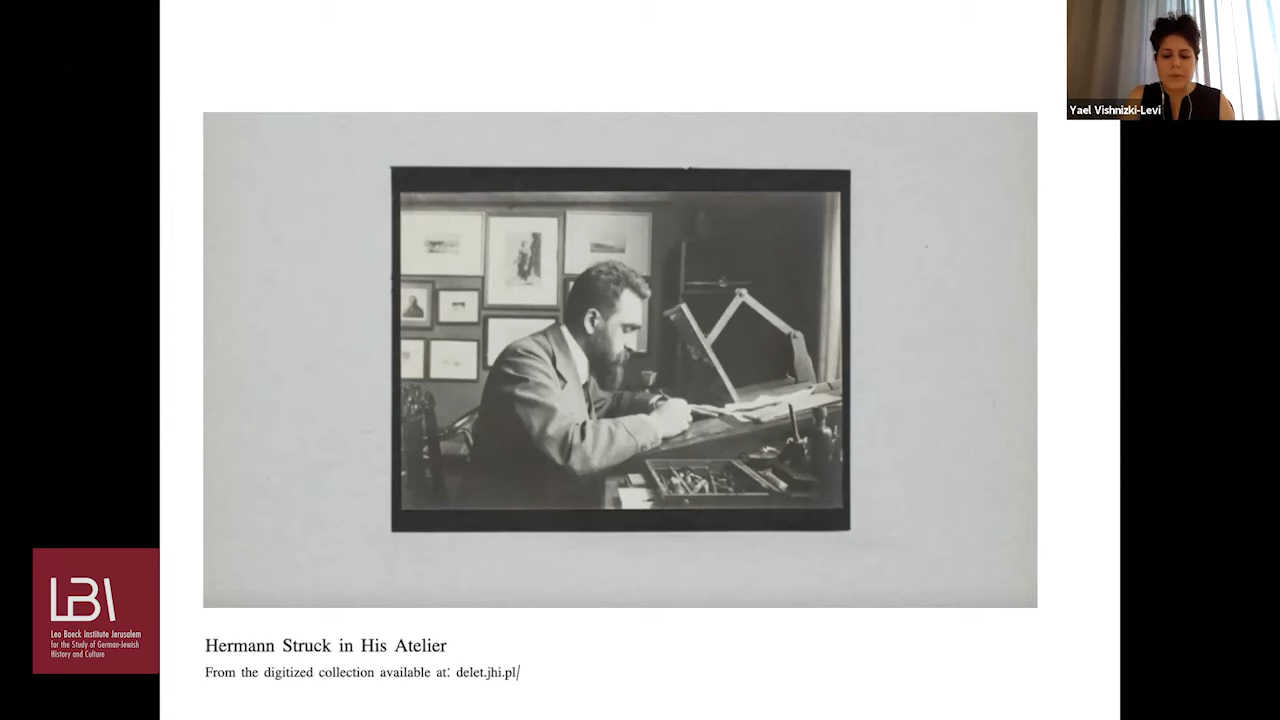 Yael Vishnizki-Levi
LBI
Leo Baeck Institute Jerusalem
for the Study of German-Jewish
History and Culture
Hermann Struck in His Atelier
From the digitized collection available at: delet.jhi.pl/